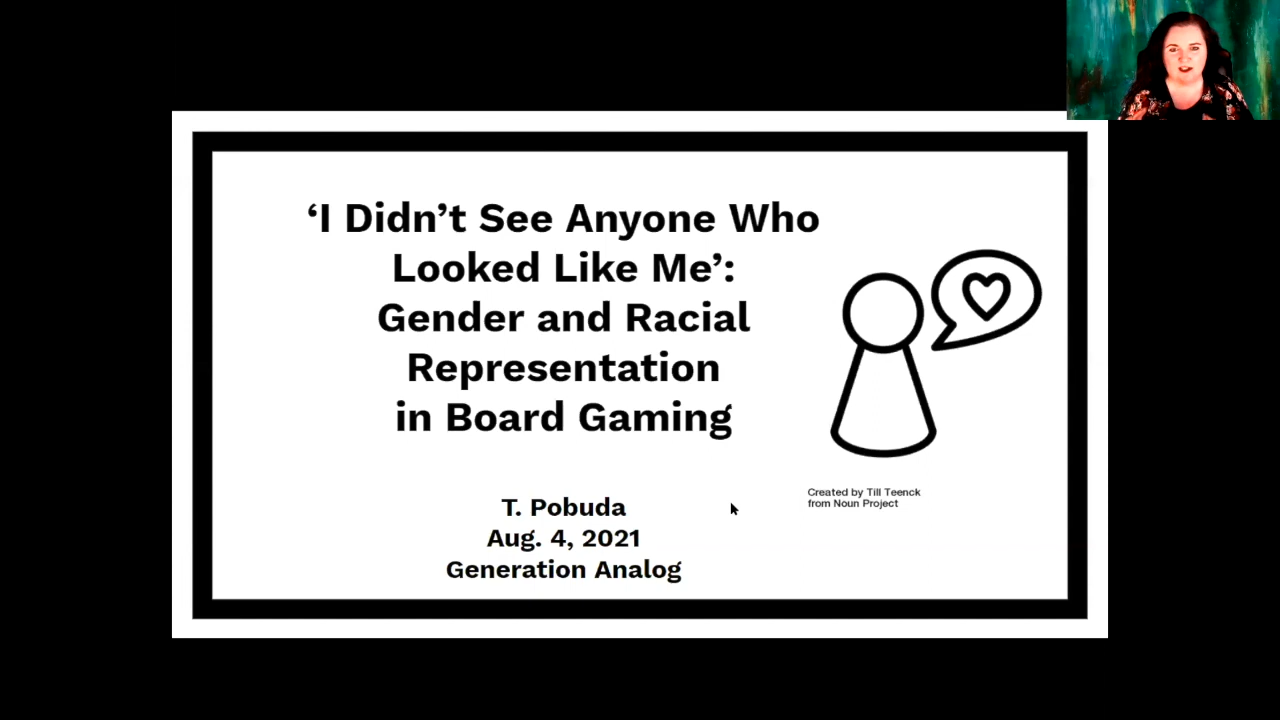 ‘I Didn’t See Anyone Who
Looked Like Me’:
Gender and Racial
Representation
in Board Gaming
T. Pobuda
Aug. 4, 2021
Generation Analog
Created by Till Teenck
from Noun Project